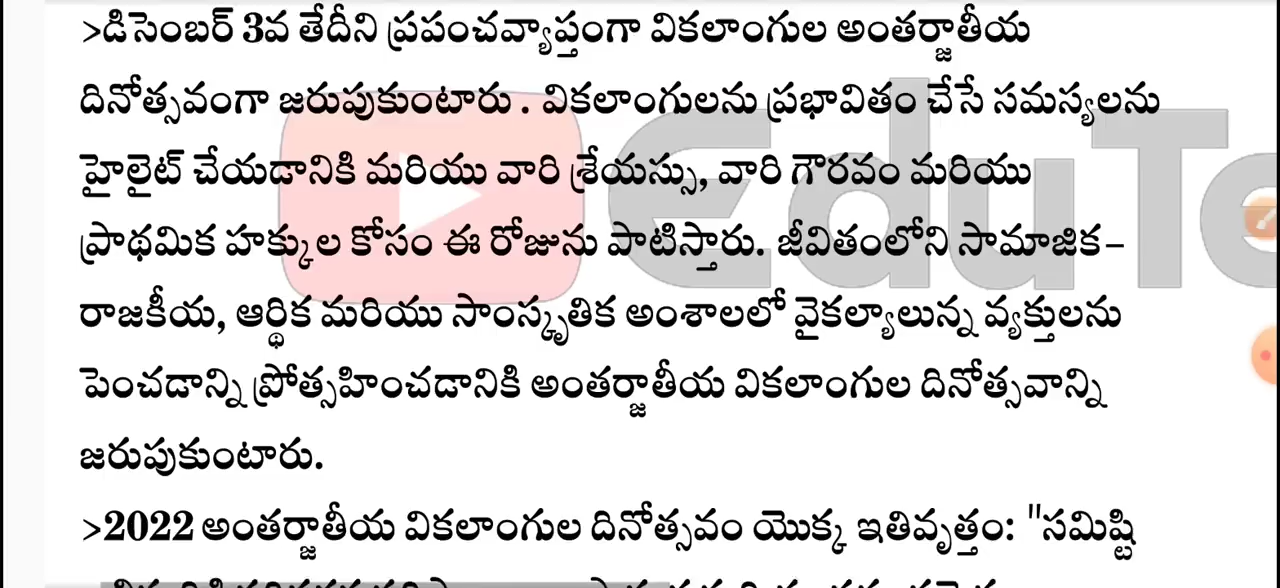 >డిసెంబర్ 3వ తేదీని ప్రపంచవ్యాప్తంగా వికలాంగుల అంతర్జాతీయ
దినోత్సవంగా జరుపుకుంటారు . వికలాంగులను ప్రభావితం చేసే సమస్యలను
హైలైట్ చేయడానికి మరియు వారి శ్రేయస్సు, వారి గౌరవం మరియు
ప్రాథమిక హక్కుల కోసం ఈ రోజును పాటిస్తారు. జీవితంలోని సామాజిక-
రాజకీయ, ఆర్థిక మరియు సాంస్కృతిక అంశాలలో వైకల్యాలున్న వ్యక్తులను
పెంచడాన్ని ప్రోత్సహించడానికి అంతర్జాతీయ వికలాంగుల దినోత్సవాన్ని
జరుపుకుంటారు.
>2022 అంతర్జాతీయ వికలాంగుల దినోత్సవం యొక్క ఇతివృత్తం: "సమిష్టి
EduTe